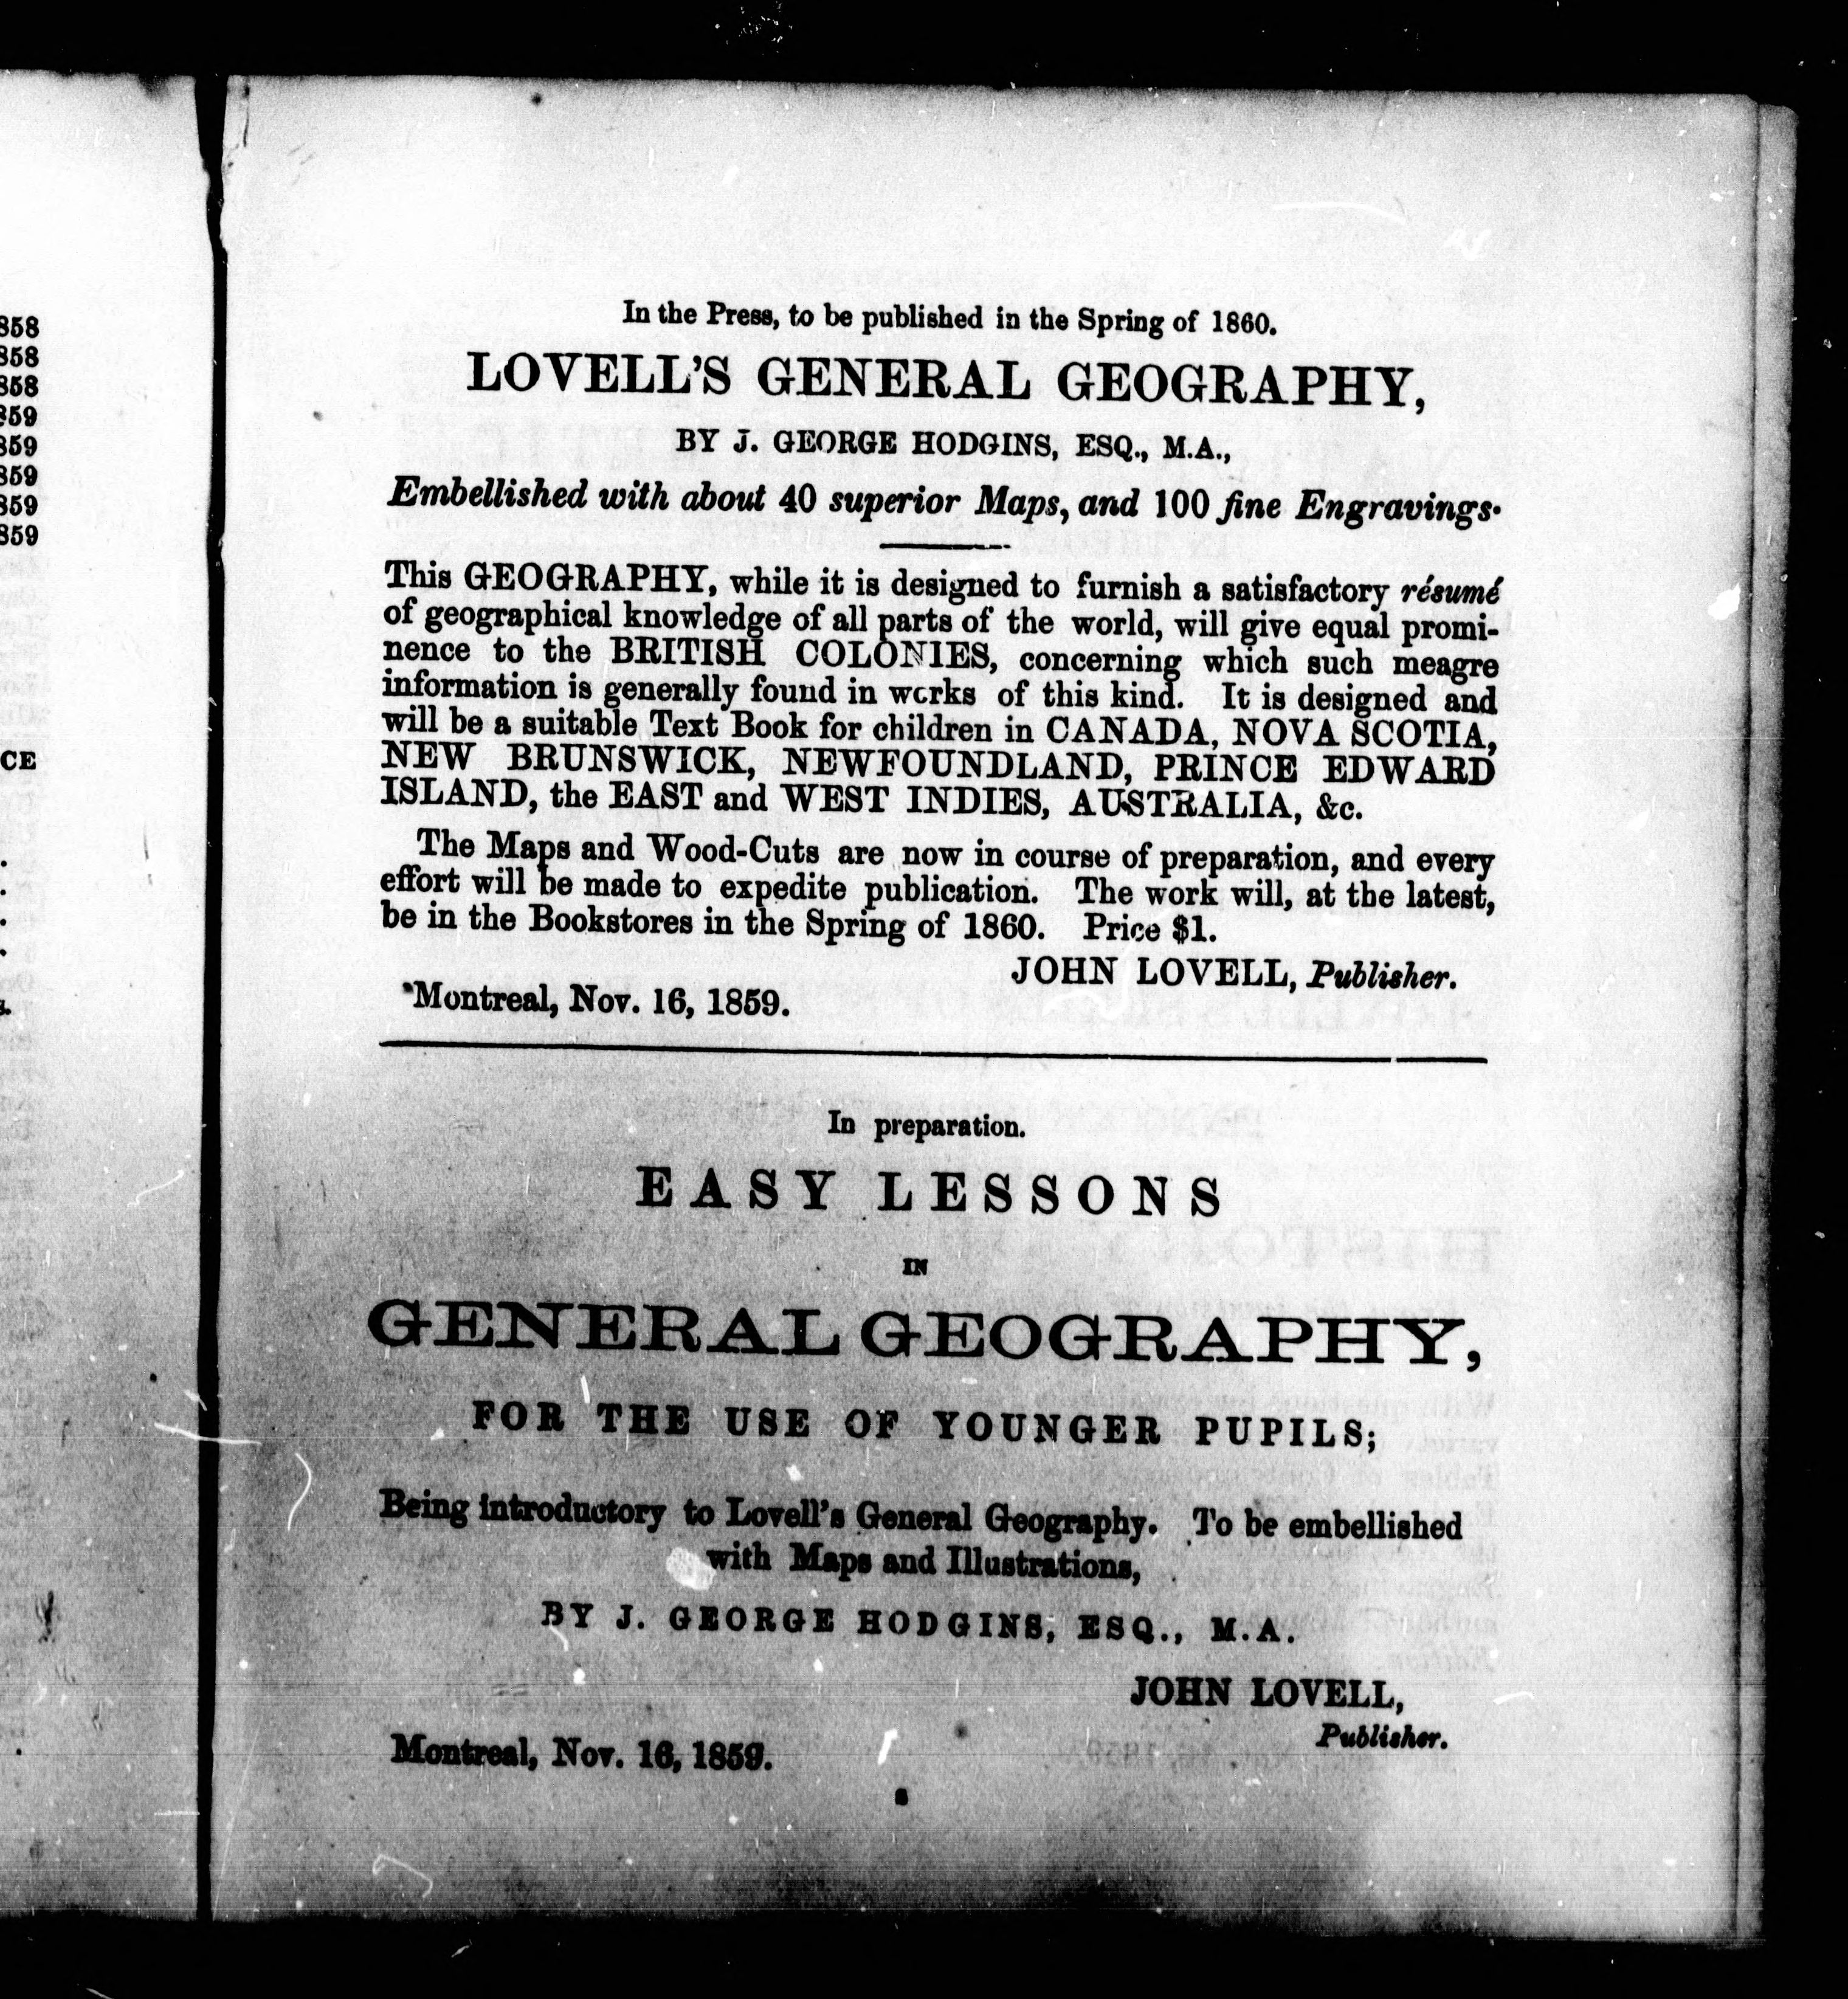 858
858
858
859
859
859
859
859
CE
In the Press, to be published in the Spring of 1860.
LOVELL'S GENERAL GEOGRAPHY,
BY J. GEORGE HODGINS, ESQ., M.A.,
Embellished with about 40 superior Maps, and 100 fine Engravings.
This GEOGRAPHY, while it is designed to furnish a satisfactory résumé
of geographical knowledge of all parts of the world, will give equal promi-
nence to the BRITISH COLONIES, concerning which such meagre
information is generally found in works of this kind. It is designed and
will be a suitable Text Book for children in CANADA, NOVA SCOTIA,
NEW BRUNSWICK, NEWFOUNDLAND, PRINCE EDWARD
ISLAND, the EAST and WEST INDIES, AUSTRALIA, &c.
The Maps and Wood-Cuts are now in course of preparation, and every
effort will be made to expedite publication. The work will, at the latest,
be in the Bookstores in the Spring of 1860. Price $1.
JOHN LOVELL, Publisher.
Montreal, Nov. 16, 1859.
In preparation.
EASY LESSONS
IN
GENERAL GEOGRAPHY,
FOR THE USE OF YOUNGER PUPILS;
Being introductory to Lovell's General Geography. To be embellished
with Maps and Illustrations,
BY J. GEORGE HODGINS, ESQ., M.A.
JOHN LOVELL,
Publisher.
Montreal, Nov. 16, 1859.